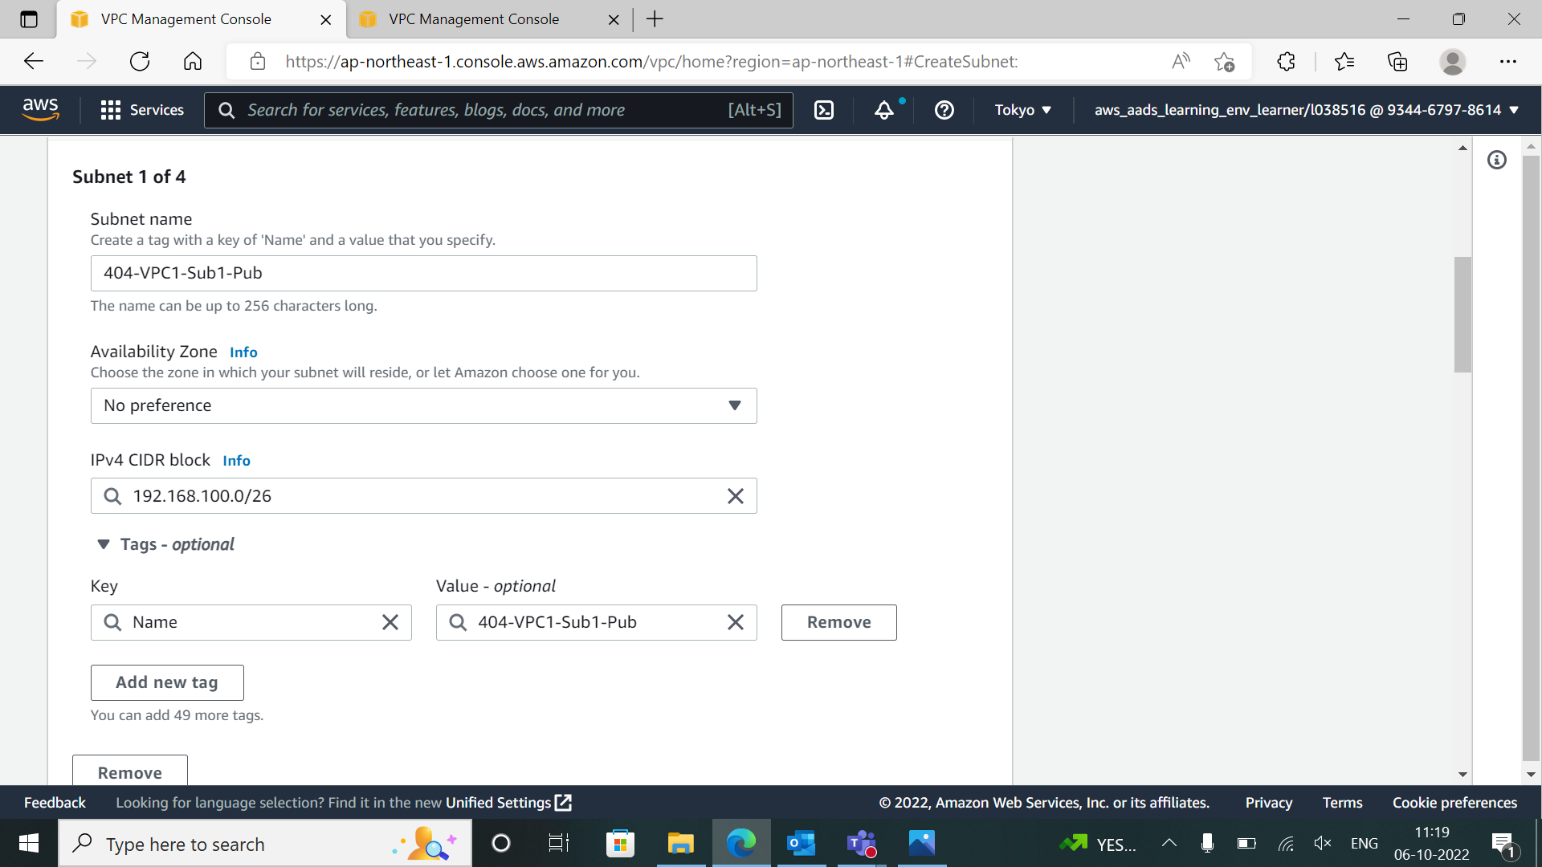 VPC Management Console
VPC Management Console
https://ap-northeast-1.console.aws.amazon.com/vpc/home?region=ap-northeast-1#CreateSubnet:
aws
Services
Search for services, features, blogs, docs, and more
[Alt+S]
Tokyo
aws_aads_learning_env_learner/l038516 @ 9344-6797-8614
Subnet 1 of 4
Subnet name
Create a tag with a key of 'Name' and a value that you specify.
404-VPC1-Sub1-Pub
The name can be up to 256 characters long.
Availability Zone Info
Choose the zone in which your subnet will reside, or let Amazon choose one for you.
No preference
IPv4 CIDR block Info
192.168.100.0/26
Tags - optional
Key
Value - optional
Name
404-VPC1-Sub1-Pub
Remove
Add new tag
You can add 49 more tags.
Remove
Feedback
Looking for language selection? Find it in the new Unified Settings
© 2022, Amazon Web Services, Inc. or its affiliates.
Privacy
Terms
Cookie preferences
Type here to search
YES...
ENG
11:19
06-10-2022
1